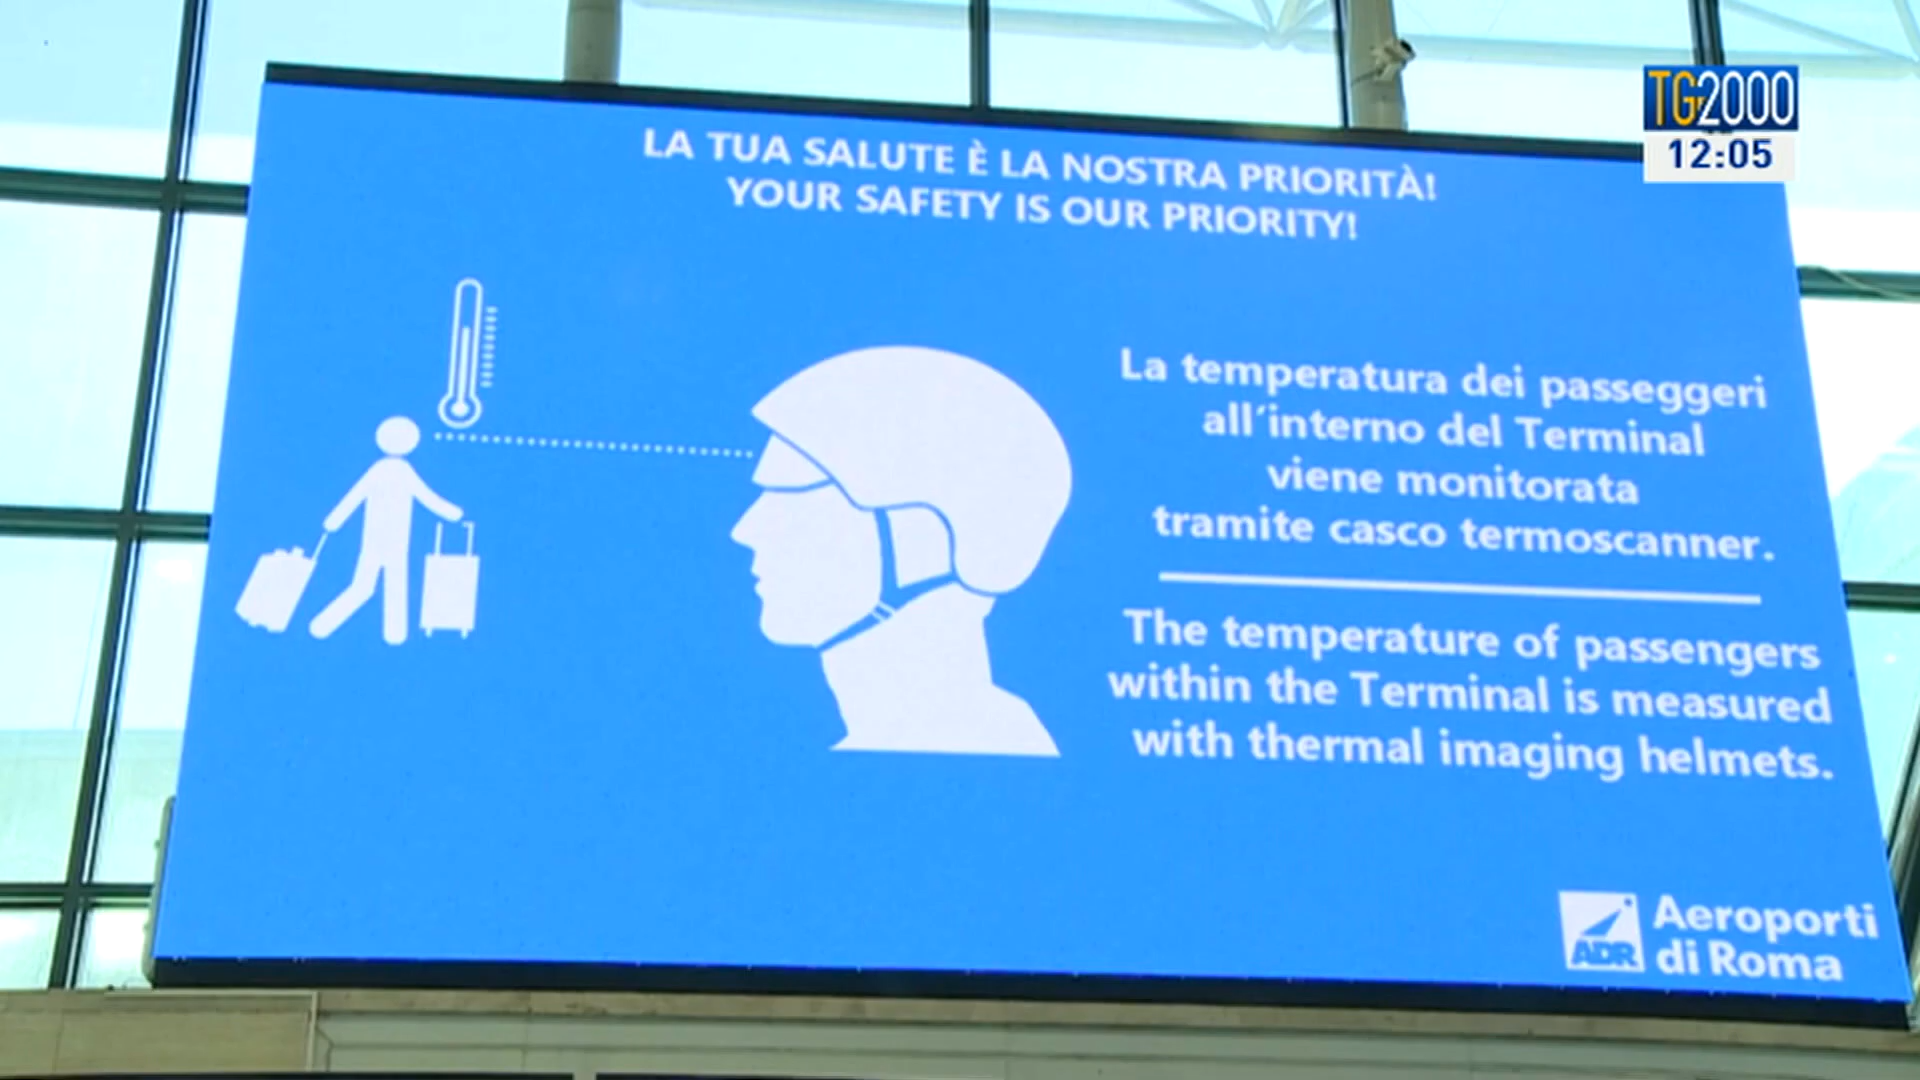 TG2000
12:05
LA TUA SALUTE È LA NOSTRA PRIORITÀ!
YOUR SAFETY IS OUR PRIORITY!
La temperatura dei passeggeri
all´interno del Terminal
viene monitorata
tramite casco termoscanner.
The temperature of passengers
within the Terminal is measured
with thermal imaging helmets.
ADR
Aeroporti
di Roma